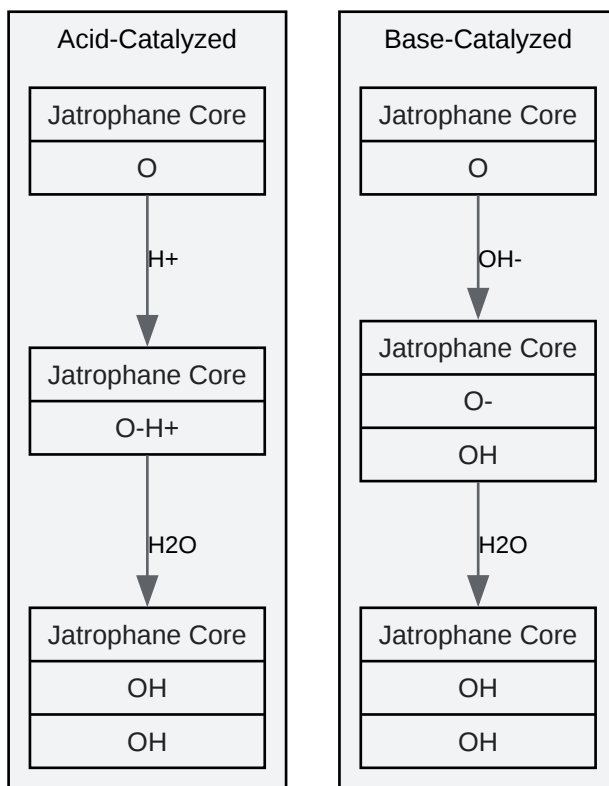 Acid-Catalyzed
Jatrophane Core
O
H+
Jatrophane Core
O-H+
H2O
Jatrophane Core
OH
OH
Base-Catalyzed
Jatrophane Core
O
OH-
Jatrophane Core
O-
OH
H2O
Jatrophane Core
OH
OH